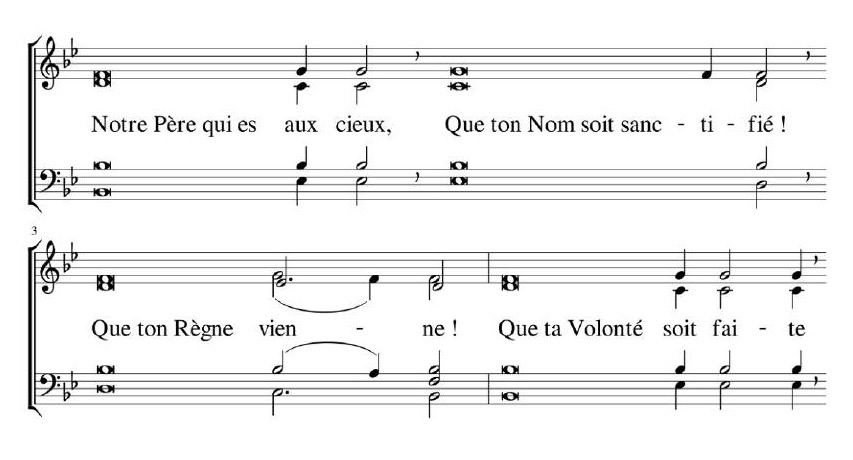 Notre Père qui es aux cieux, Que ton Nom soit sanc - ti - fié !
3
Que ton Règne vien - ne ! Que ta Volonté soit fai - te